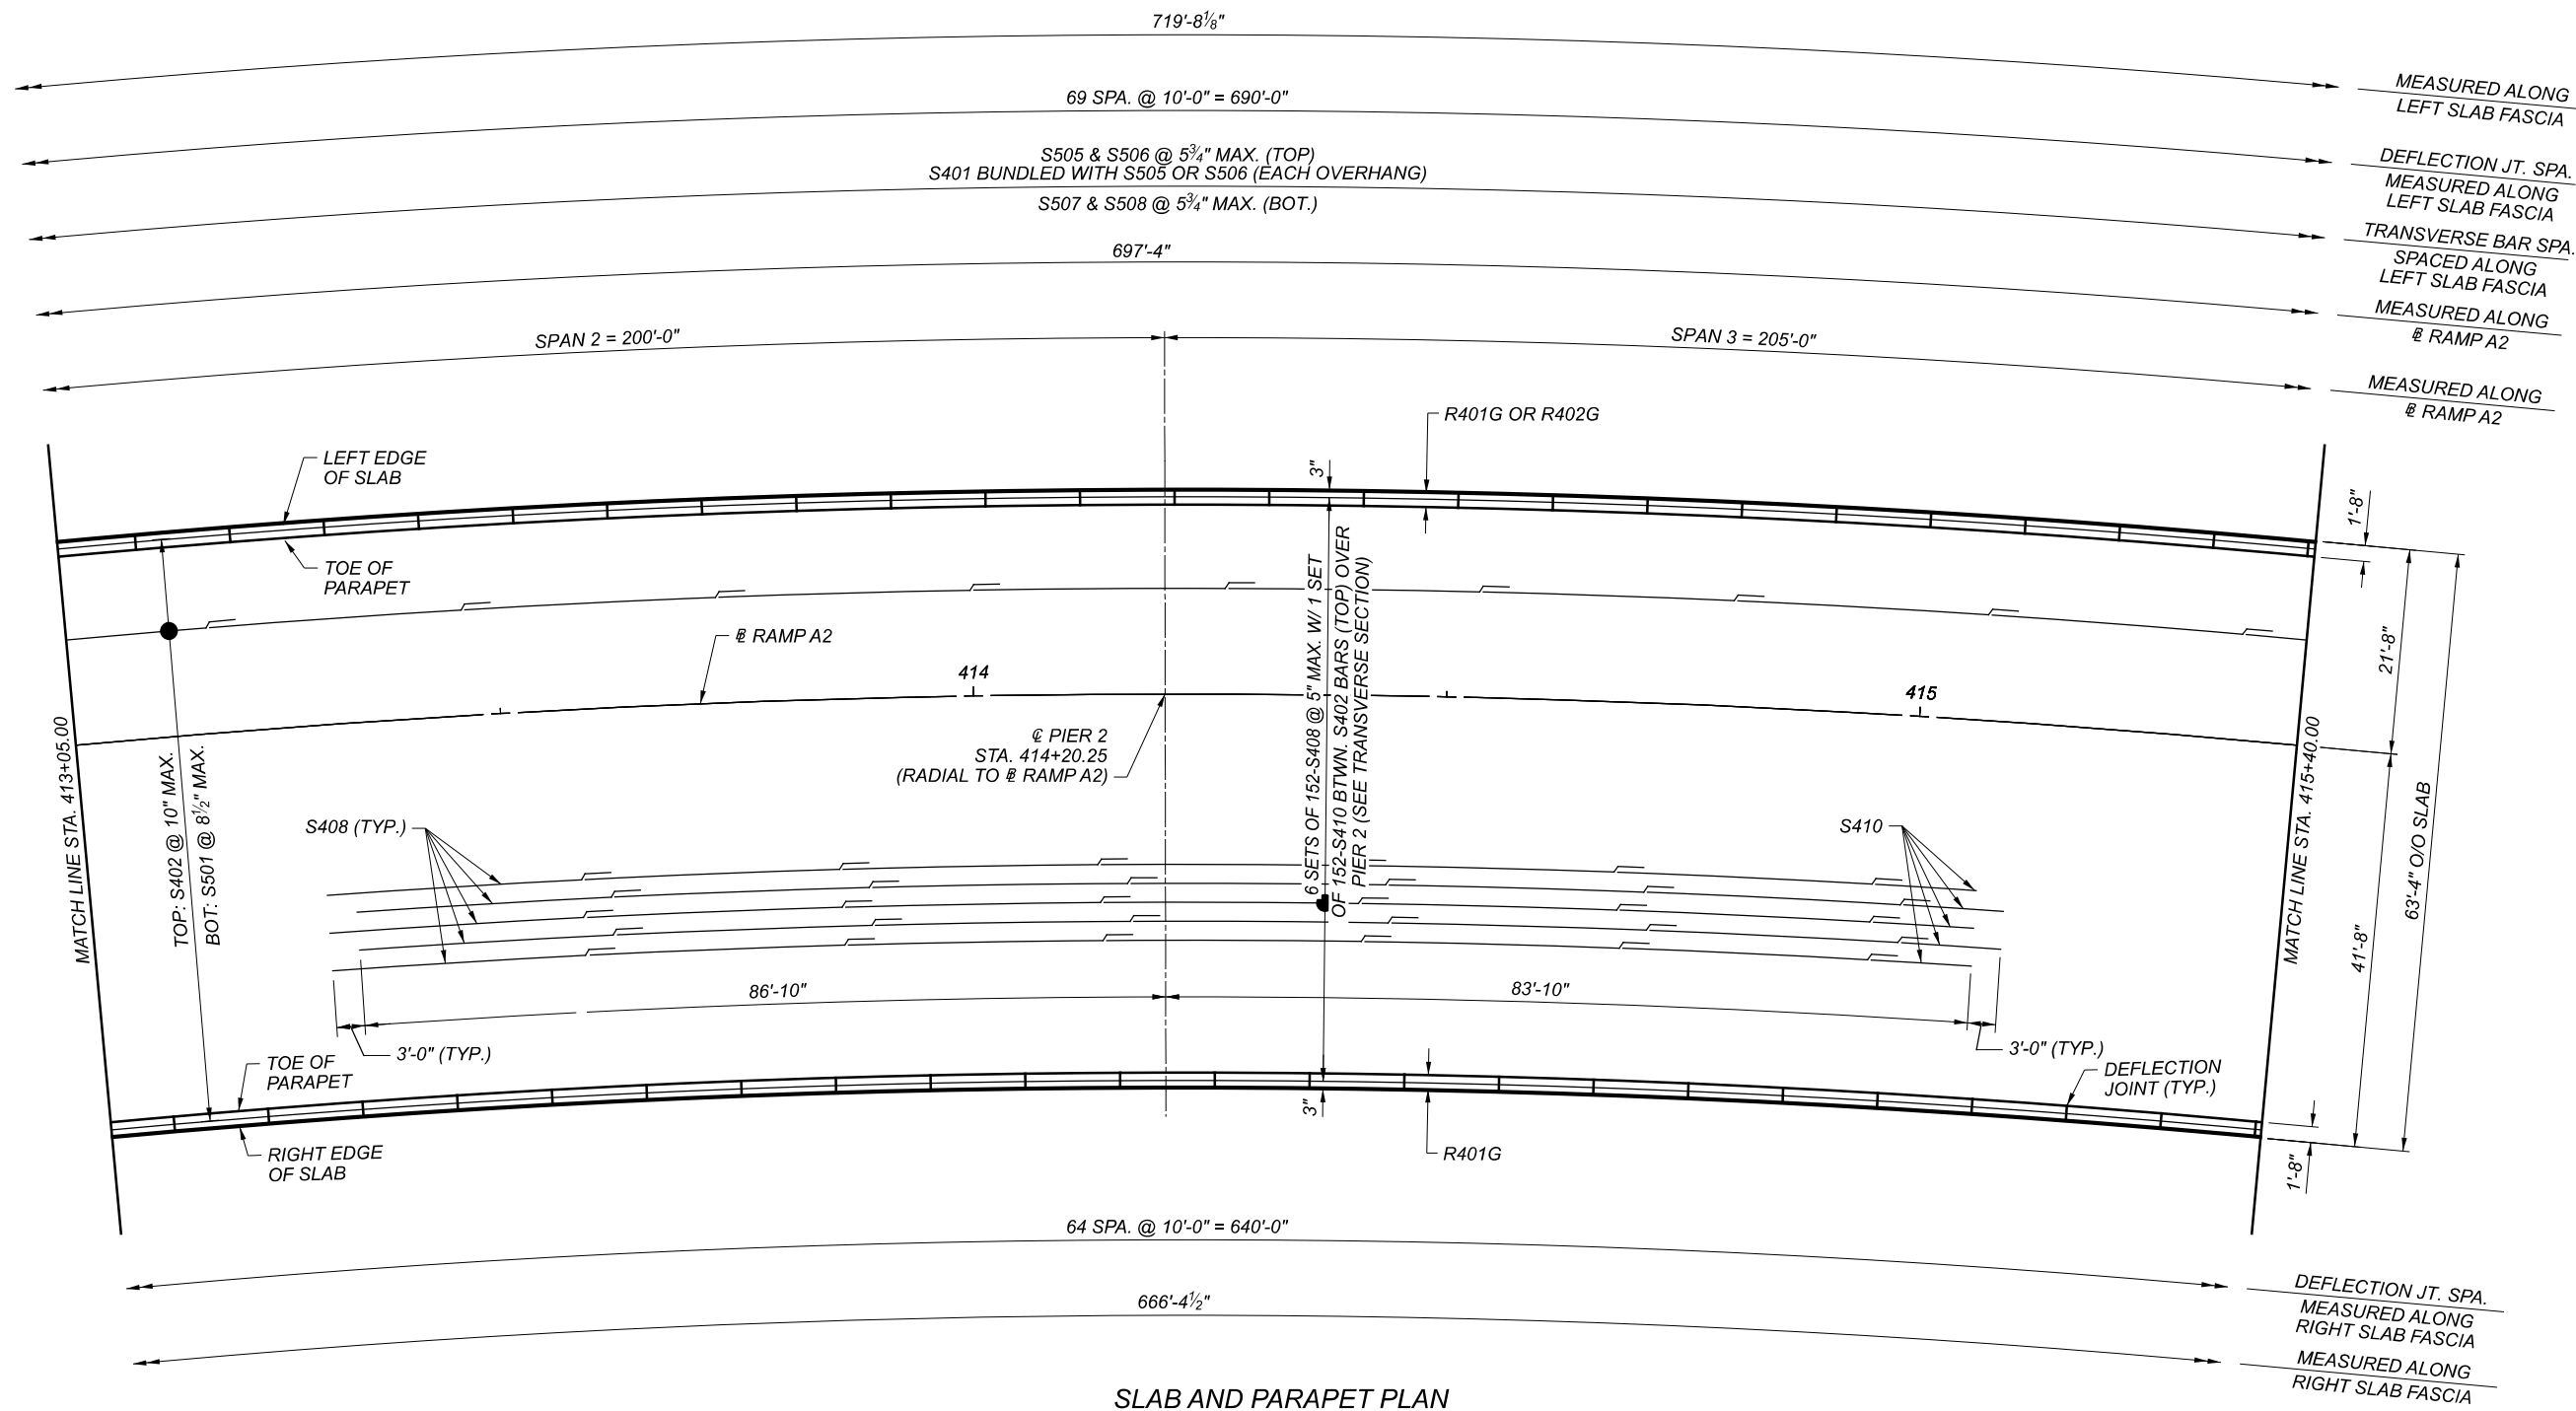 719'-8⅛"
MEASURED ALONG
LEFT SLAB FASCIA
69 SPA. @ 10'-0" = 690'-0"
DEFLECTION JT. SPA.
MEASURED ALONG
LEFT SLAB FASCIA
S505 & S506 @ 5¾" MAX. (TOP)
S401 BUNDLED WITH S505 OR S506 (EACH OVERHANG)
S507 & S508 @ 5¾" MAX. (BOT.)
TRANSVERSE BAR SPA.
SPACED ALONG
LEFT SLAB FASCIA
697'-4"
MEASURED ALONG
℄ RAMP A2
SPAN 2 = 200'-0"
SPAN 3 = 205'-0"
MEASURED ALONG
℄ RAMP A2
R401G OR R402G
LEFT EDGE
OF SLAB
3"
1'-8"
TOE OF
PARAPET
℄ RAMP A2
414
415
21'-8"
℄ PIER 2
STA. 414+20.25
(RADIAL TO ℄ RAMP A2)
MATCH LINE STA. 413+05.00
TOP: S402 @ 10" MAX.
BOT: S501 @ 8½" MAX.
6 SETS OF 152-S408 @ 5" MAX. W/ 1 SET
OF 152-S410 BTWN. S402 BARS (TOP) OVER
PIER 2 (SEE TRANSVERSE SECTION)
MATCH LINE STA. 415+40.00
63'-4" O/O SLAB
41'-8"
S408 (TYP.)
S410
86'-10"
83'-10"
3'-0" (TYP.)
3'-0" (TYP.)
TOE OF
PARAPET
DEFLECTION
JOINT (TYP.)
3"
R401G
1'-8"
RIGHT EDGE
OF SLAB
64 SPA. @ 10'-0" = 640'-0"
DEFLECTION JT. SPA.
MEASURED ALONG
RIGHT SLAB FASCIA
666'-4½"
MEASURED ALONG
RIGHT SLAB FASCIA
SLAB AND PARAPET PLAN